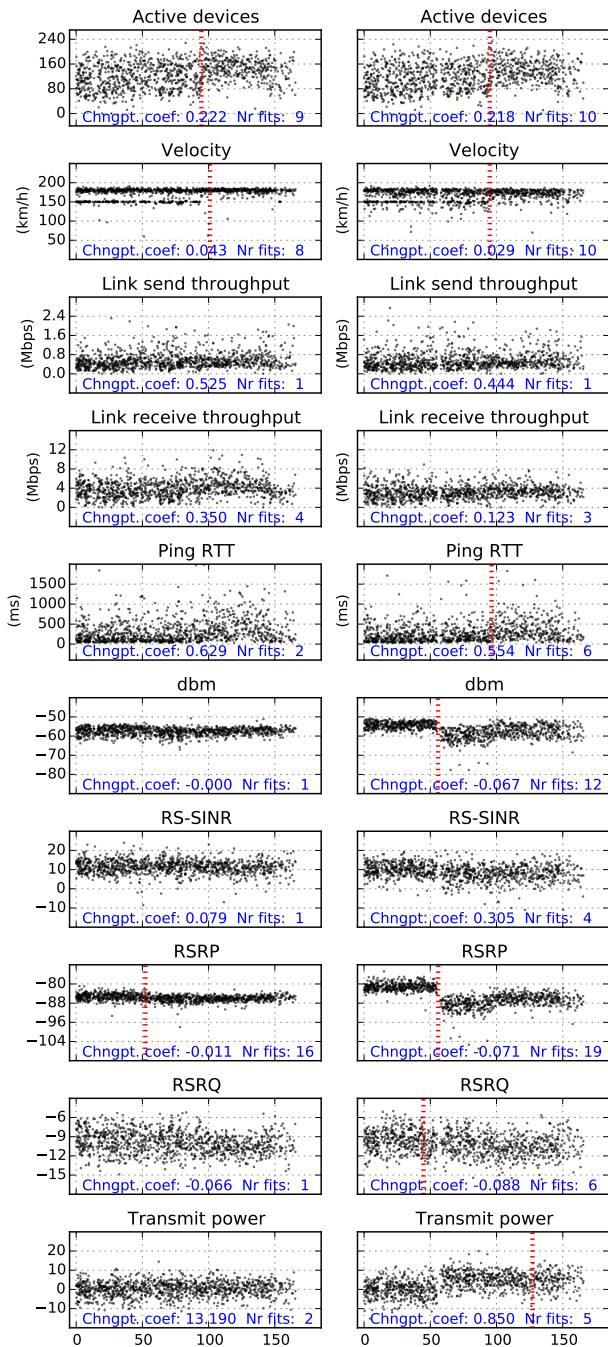 Active devices Active devices
240
160
80
0
Chngpt. coef: 0.222 Nr fits: 9 Chngpt. coef: 0.218 Nr fits: 10
Velocity Velocity
(km/h) (km/h)
200
150
100
50
Chngpt. coef: 0.043 Nr fits: 8 Chngpt. coef: 0.029 Nr fits: 10
Link send throughput Link send throughput
(Mbps) (Mbps)
2.4
1.6
0.8
0.0
Chngpt. coef: 0.525 Nr fits: 1 Chngpt. coef: 0.444 Nr fits: 1
Link receive throughput Link receive throughput
(Mbps) (Mbps)
12
8
4
0
Chngpt. coef: 0.350 Nr fits: 4 Chngpt. coef: 0.123 Nr fits: 3
Ping RTT Ping RTT
(ms) (ms)
1500
1000
500
0
Chngpt. coef: 0.629 Nr fits: 2 Chngpt. coef: 0.554 Nr fits: 6
dbm dbm
−50
−60
−70
−80
Chngpt. coef: -0.000 Nr fits: 1 Chngpt. coef: -0.067 Nr fits: 12
RS-SINR RS-SINR
20
10
0
−10
Chngpt. coef: 0.079 Nr fits: 1 Chngpt. coef: 0.305 Nr fits: 4
RSRP RSRP
−80
−88
−96
−104
Chngpt. coef: -0.011 Nr fits: 16 Chngpt. coef: -0.071 Nr fits: 19
RSRQ RSRQ
−6
−9
−12
−15
Chngpt. coef: -0.066 Nr fits: 1 Chngpt. coef: -0.088 Nr fits: 6
Transmit power Transmit power
20
10
0
−10
Chngpt. coef: 13.190 Nr fits: 2 Chngpt. coef: 0.850 Nr fits: 5
0 50 100 150 0 50 100 150